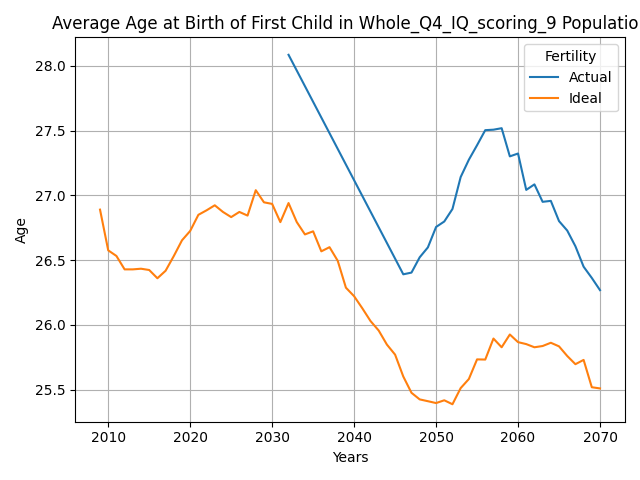 Average Age at Birth of First Child in Whole_Q4_IQ_scoring_9 Populatio
Fertility
Actual
Ideal
28.0
27.5
27.0
26.5
26.0
25.5
Age
2010 2020 2030 2040 2050 2060 2070
Years